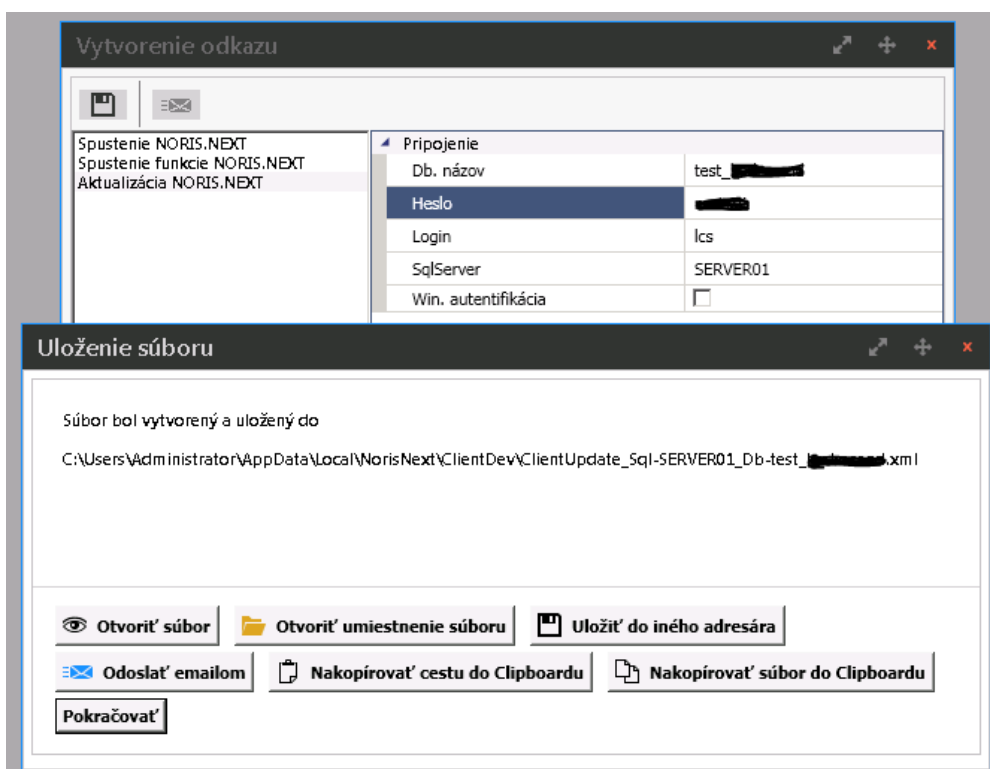 Vytvorenie odkazu
Spustenie NORIS.NEXT
Spustenie funkcie NORIS.NEXT
Aktualizácia NORIS.NEXT
Pripojenie
Db. názov test_
Heslo
Login lcs
SqlServer SERVER01
Win. autentifikácia
Uloženie súboru
Súbor bol vytvorený a uložený do
C:\Users\Administrator\AppData\Local\NorisNext\ClientDev\ClientUpdate_Sql-SERVER01_Db-test_ .xml
Otvoriť súbor Otvoriť umiestnenie súboru Uložiť do iného adresára
Odoslať emailom Nakopírovať cestu do Clipboardu Nakopírovať súbor do Clipboardu
Pokračovať